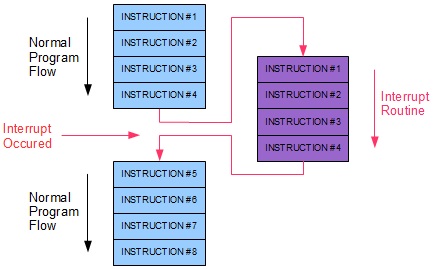 Normal
Program
Flow
INSTRUCTION #1
INSTRUCTION #2
INSTRUCTION #3
INSTRUCTION #4
Interrupt
Occured
INSTRUCTION #1
INSTRUCTION #2
INSTRUCTION #3
INSTRUCTION #4
Interrupt
Routine
Normal
Program
Flow
INSTRUCTION #5
INSTRUCTION #6
INSTRUCTION #7
INSTRUCTION #8